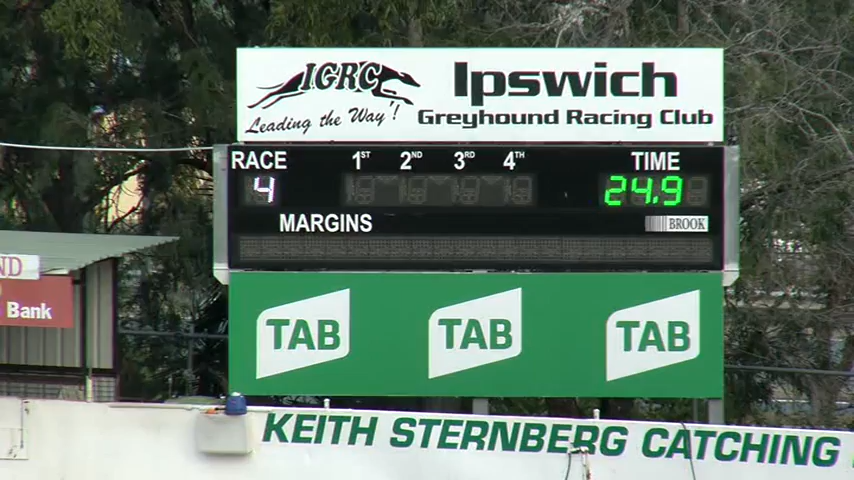 IGRC
Leading the Way'!
Ipswich
Greyhound Racing Club
RACE 1ST 2ND 3RD 4TH TIME
4 24.9
MARGINS BROOK
TAB TAB TAB
Bank
KEITH STERNBERG CATCHING